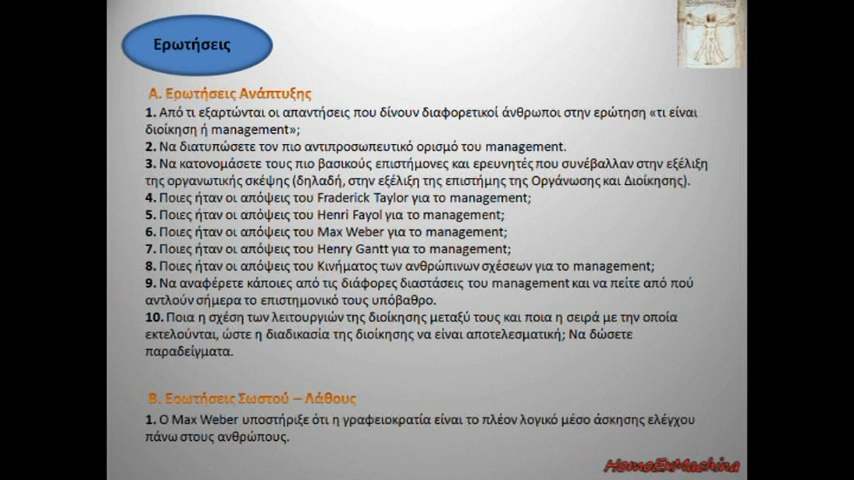 Ερωτήσεις
Α. Ερωτήσεις Ανάπτυξης
1. Από τι εξαρτώνται οι απαντήσεις που δίνουν διαφορετικοί άνθρωποι στην ερώτηση «τι είναι
διοίκηση ή management»;
2. Να διατυπώσετε τον πιο αντιπροσωπευτικό ορισμό του management.
3. Να κατονομάσετε τους πιο βασικούς επιστήμονες και ερευνητές που συνέβαλλαν στην εξέλιξη
της οργανωτικής σκέψης (δηλαδή, στην εξέλιξη της επιστήμης της Οργάνωσης και Διοίκησης).
4. Ποιες ήταν οι απόψεις του Fraderick Taylor για το management;
5. Ποιες ήταν οι απόψεις του Henri Fayol για το management;
6. Ποιες ήταν οι απόψεις του Max Weber για το management;
7. Ποιες ήταν οι απόψεις του Henry Gantt για το management;
8. Ποιες ήταν οι απόψεις του Κινήματος των ανθρώπινων σχέσεων για το management;
9. Να αναφέρετε κάποιες από τις διάφορες διαστάσεις του management και να πείτε από πού
αντλούν σήμερα το επιστημονικό τους υπόβαθρο.
10. Ποια η σχέση των λειτουργιών της διοίκησης μεταξύ τους και ποια η σειρά με την οποία
εκτελούνται, ώστε η διαδικασία της διοίκησης να είναι αποτελεσματική; Να δώσετε
παραδείγματα.
Β. Ερωτήσεις Σωστού – Λάθους
1. Ο Max Weber υποστήριξε ότι η γραφειοκρατία είναι το πλέον λογικό μέσο άσκησης ελέγχου
πάνω στους ανθρώπους.
HomoExMachina